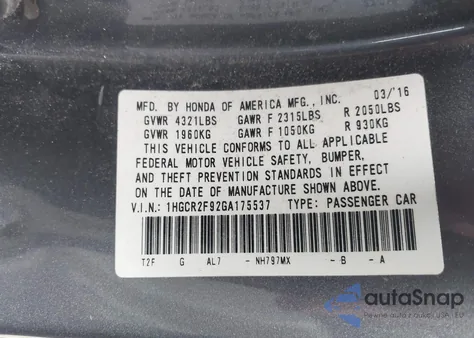 MFD. BY HONDA OF AMERICA MFG., INC. 03/'16
GVWR 4321LBS GAWR F 2315LBS R 2050LBS
GVWR 1960KG GAWR F 1050KG R 930KG
THIS VEHICLE CONFORMS TO ALL APPLICABLE
FEDERAL MOTOR VEHICLE SAFETY, BUMPER,
AND THEFT PREVENTION STANDARDS IN EFFECT
ON THE DATE OF MANUFACTURE SHOWN ABOVE.
V.I.N: 1HGCR2F92GA175537 TYPE: PASSENGER CAR
T2F G AL7 - NH797MX - B - A
autoSnap